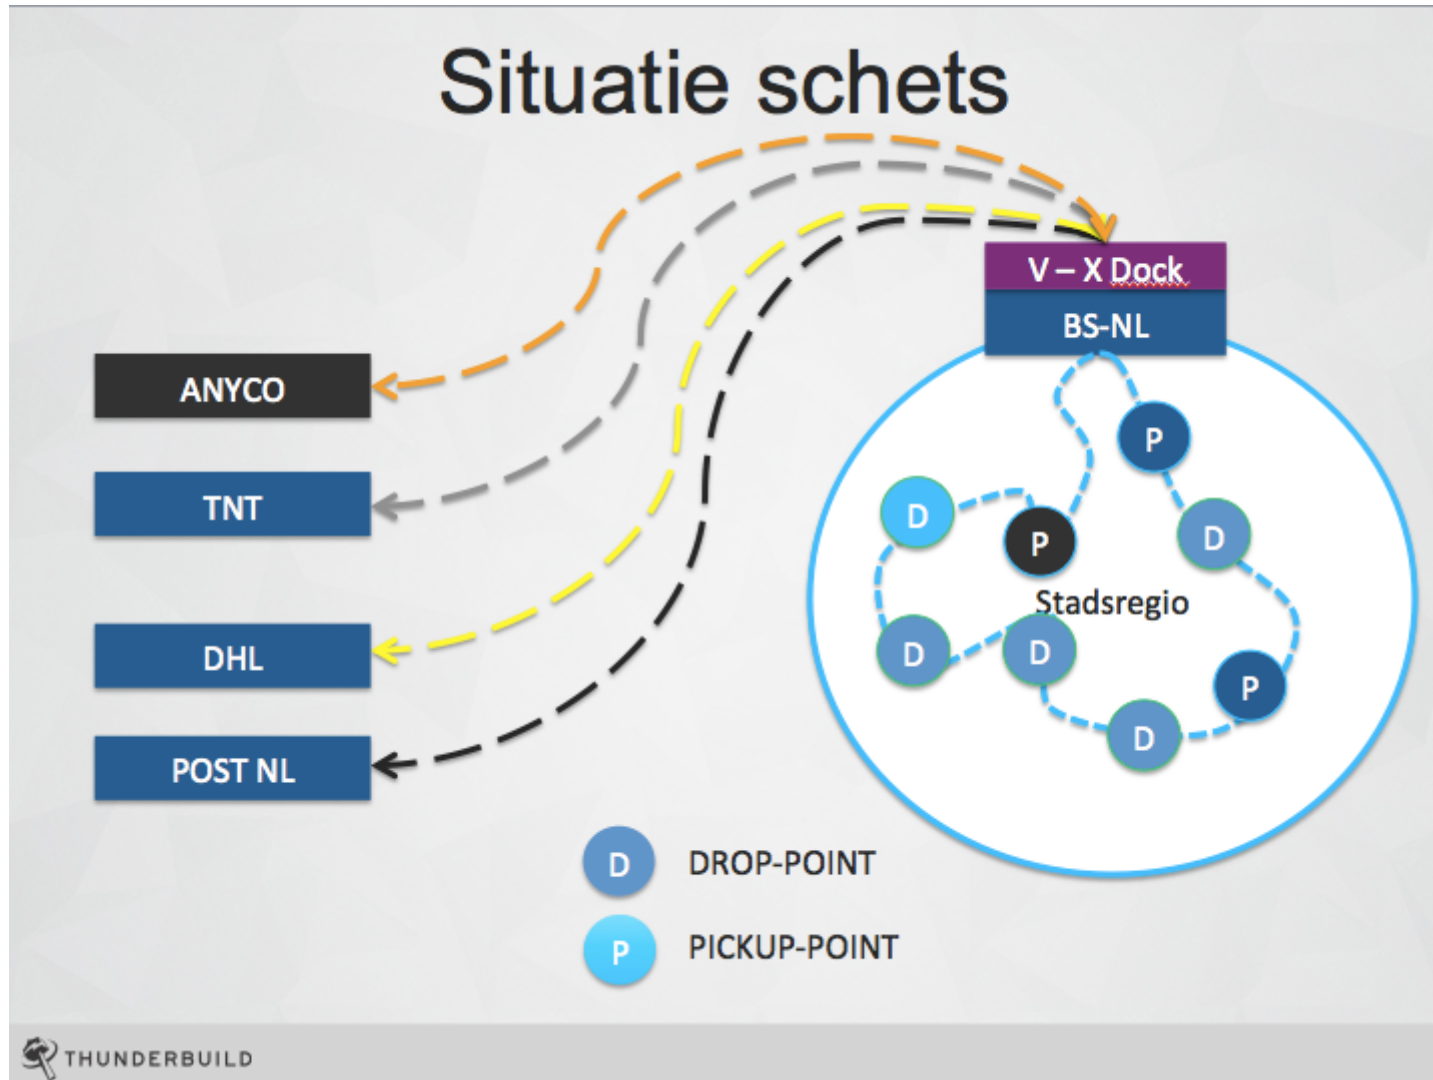 Situatie schets
V – X Dock
BS-NL
ANYCO
TNT
DHL
POST NL
P
D
D
P
Stadsregio
D
D
P
D
D DROP-POINT
P PICKUP-POINT
THUNDERBUILD